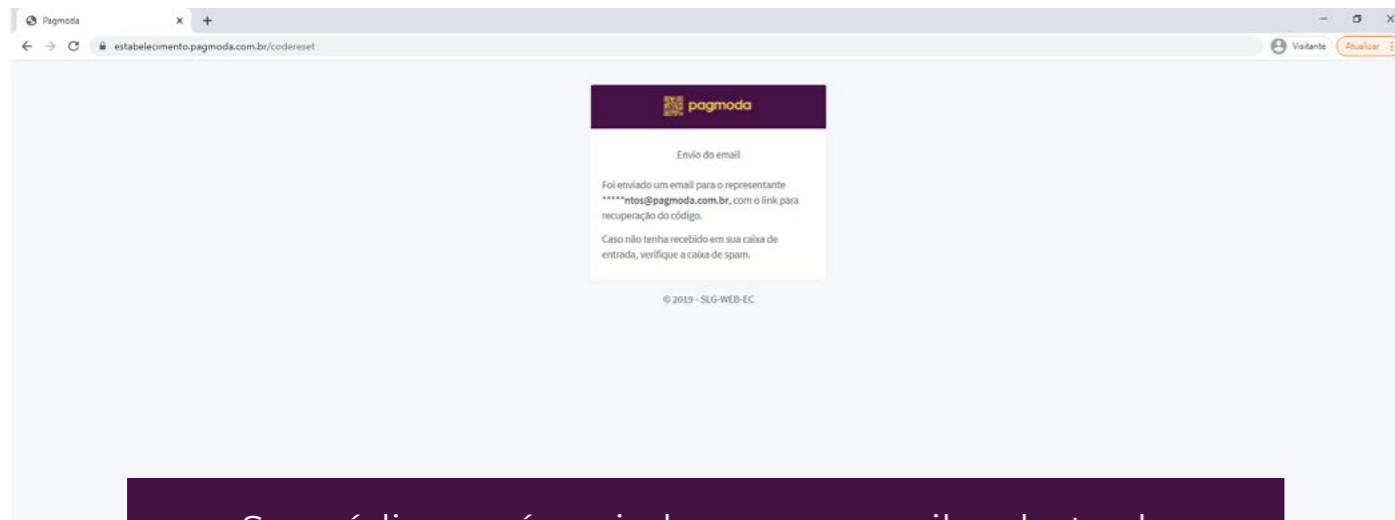 Pagmoda
estabelecimento.pagmoda.com.br/codereset
Visitante
Atualizar
pagmoda
Envio do email
Foi enviado um email para o representante
*****ntos@pagmoda.com.br, com o link para
recuperação do código.
Caso não tenha recebido em sua caixa de
entrada, verifique a caixa de spam.
© 2019 - SLG-WEB-EC